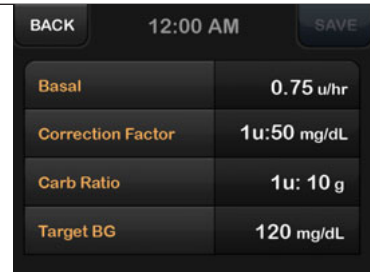 BACK 12:00 AM SAVE
Basal 0.75 u/hr
Correction Factor 1u:50 mg/dL
Carb Ratio 1u: 10 g
Target BG 120 mg/dL